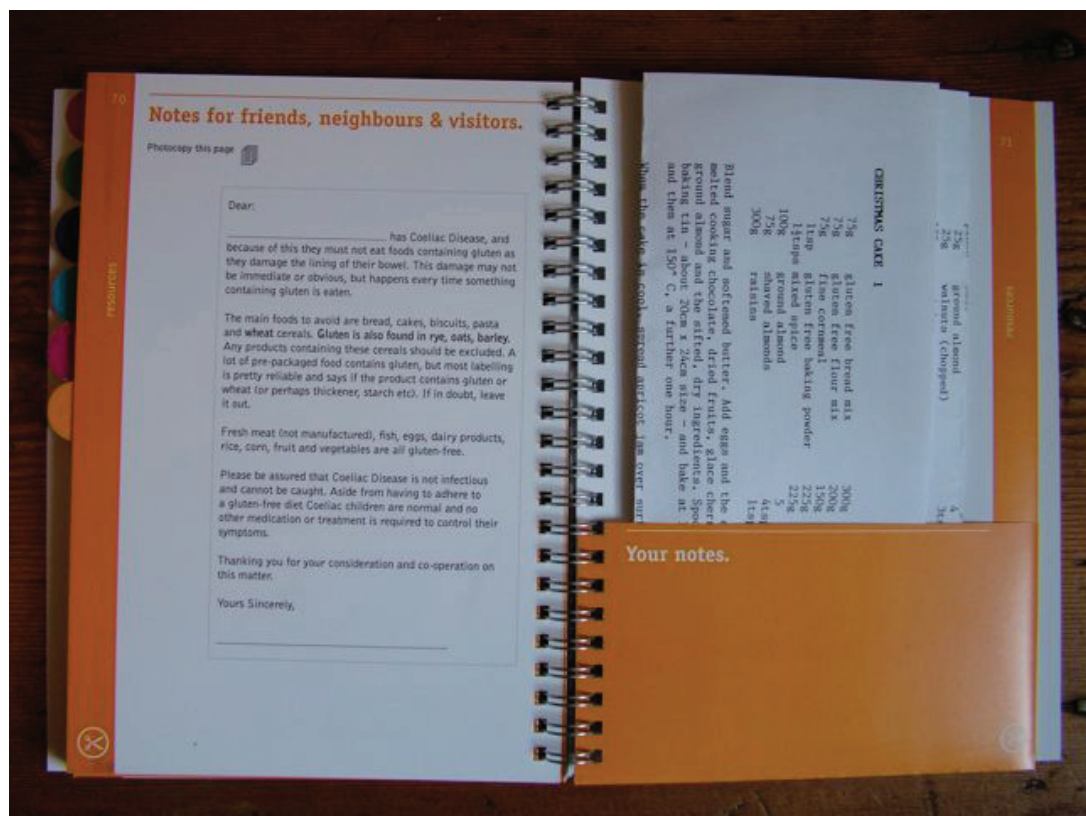 70
Notes for friends, neighbours & visitors.
Photocopy this page
Dear:
has Coeliac Disease, and
because of this they must not eat foods containing gluten as
they damage the lining of their bowel. This damage may not
be immediate or obvious, but happens every time something
containing gluten is eaten.
The main foods to avoid are bread, cakes, biscuits, pasta
and wheat cereals. Gluten is also found in rye, oats, barley.
Any products containing these cereals should be excluded. A
lot of pre-packaged food contains gluten, but most labelling
is pretty reliable and says if the product contains gluten or
wheat (or perhaps thickener, starch etc). If in doubt, leave
it out.
Fresh meat (not manufactured), fish, eggs, dairy products,
rice, corn, fruit and vegetables are all gluten-free.
Please be assured that Coeliac Disease is not infectious
and cannot be caught. Aside from having to adhere to
a gluten-free diet Coeliac children are normal and no
other medication or treatment is required to control their
symptoms.
Thanking you for your consideration and co-operation on
this matter.
Yours Sincerely,
resources
71
resources
25g ground almond
25g walnuts (chopped)
CHRISTMAS CAKE 1
75g gluten free bread mix 300g
75g gluten free flour mix 200g
75g fine cornmeal 150g
1tsp gluten free baking powder 225g
1½tsps mixed spice 225g
100g ground almond 5
75g shaved almonds 4tsp
300g raisins 1tsp
Blend sugar and softened butter. Add eggs and the
melted cooking chocolate, dried fruits, glace
ground almond and the sifted, dry ingredients.
baking tin - about 20cm x 24cm size - and bake at
and them at 150° C, a further one hour.
When the cake is cool, spread apricot jam over
Your notes.